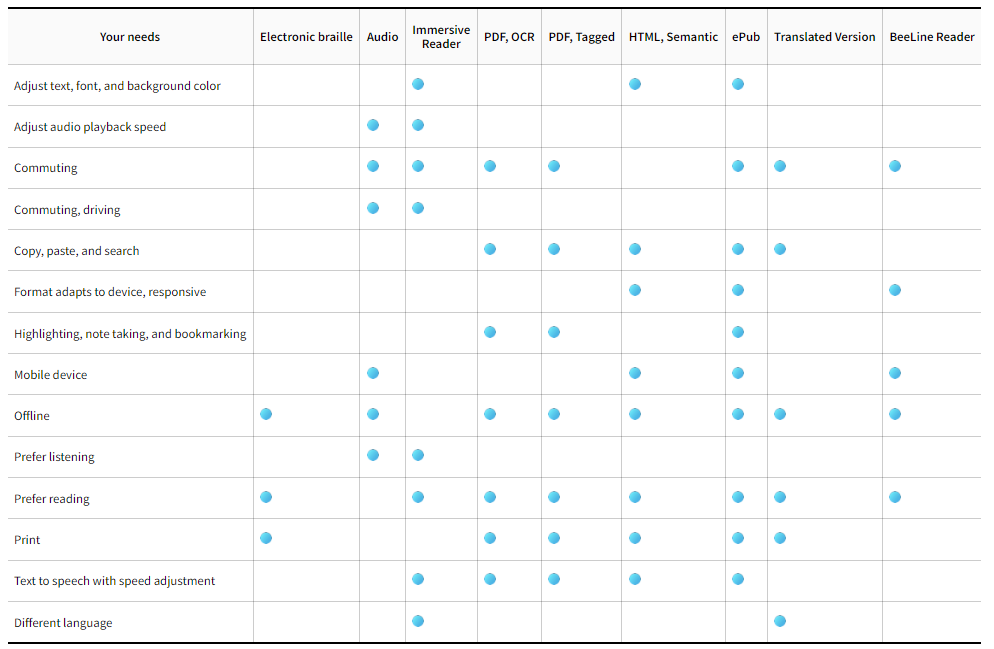 Your needs Electronic braille Audio Immersive Reader PDF, OCR PDF, Tagged HTML, Semantic ePub Translated Version BeeLine Reader
Adjust text, font, and background color
Adjust audio playback speed
Commuting
Commuting, driving
Copy, paste, and search
Format adapts to device, responsive
Highlighting, note taking, and bookmarking
Mobile device
Offline
Prefer listening
Prefer reading
Print
Text to speech with speed adjustment
Different language